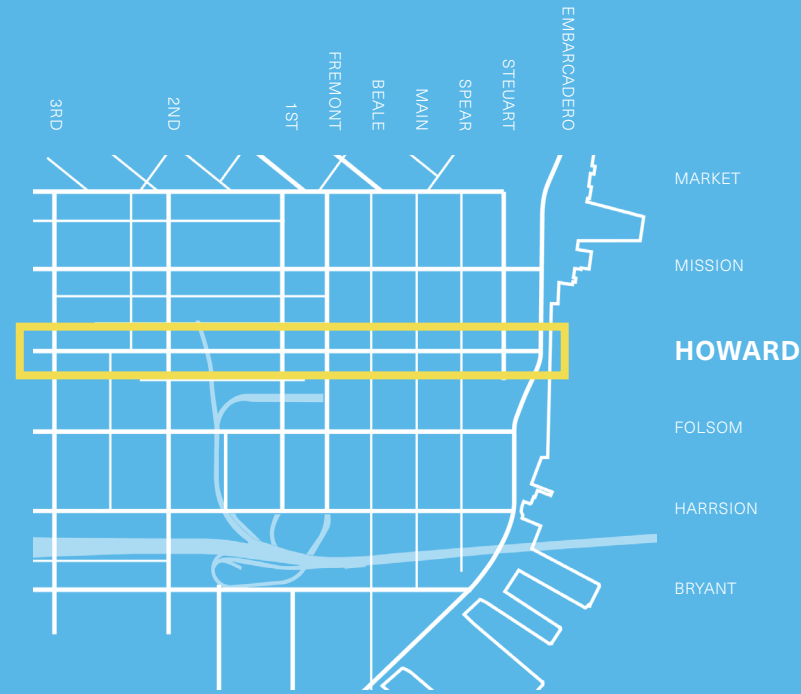 3RD
2ND
1ST
FREMONT
BEALE
MAIN
SPEAR
STEUART
EMBARCADERO
MARKET
MISSION
HOWARD
FOLSOM
HARRSION
BRYANT